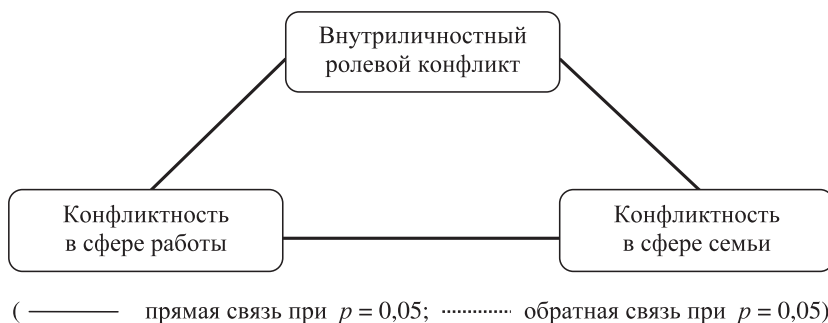 Внутриличностный
ролевой конфликт
Конфликтность
в сфере работы
Конфликтность
в сфере семьи
( прямая связь при p = 0,05; обратная связь при p = 0,05)